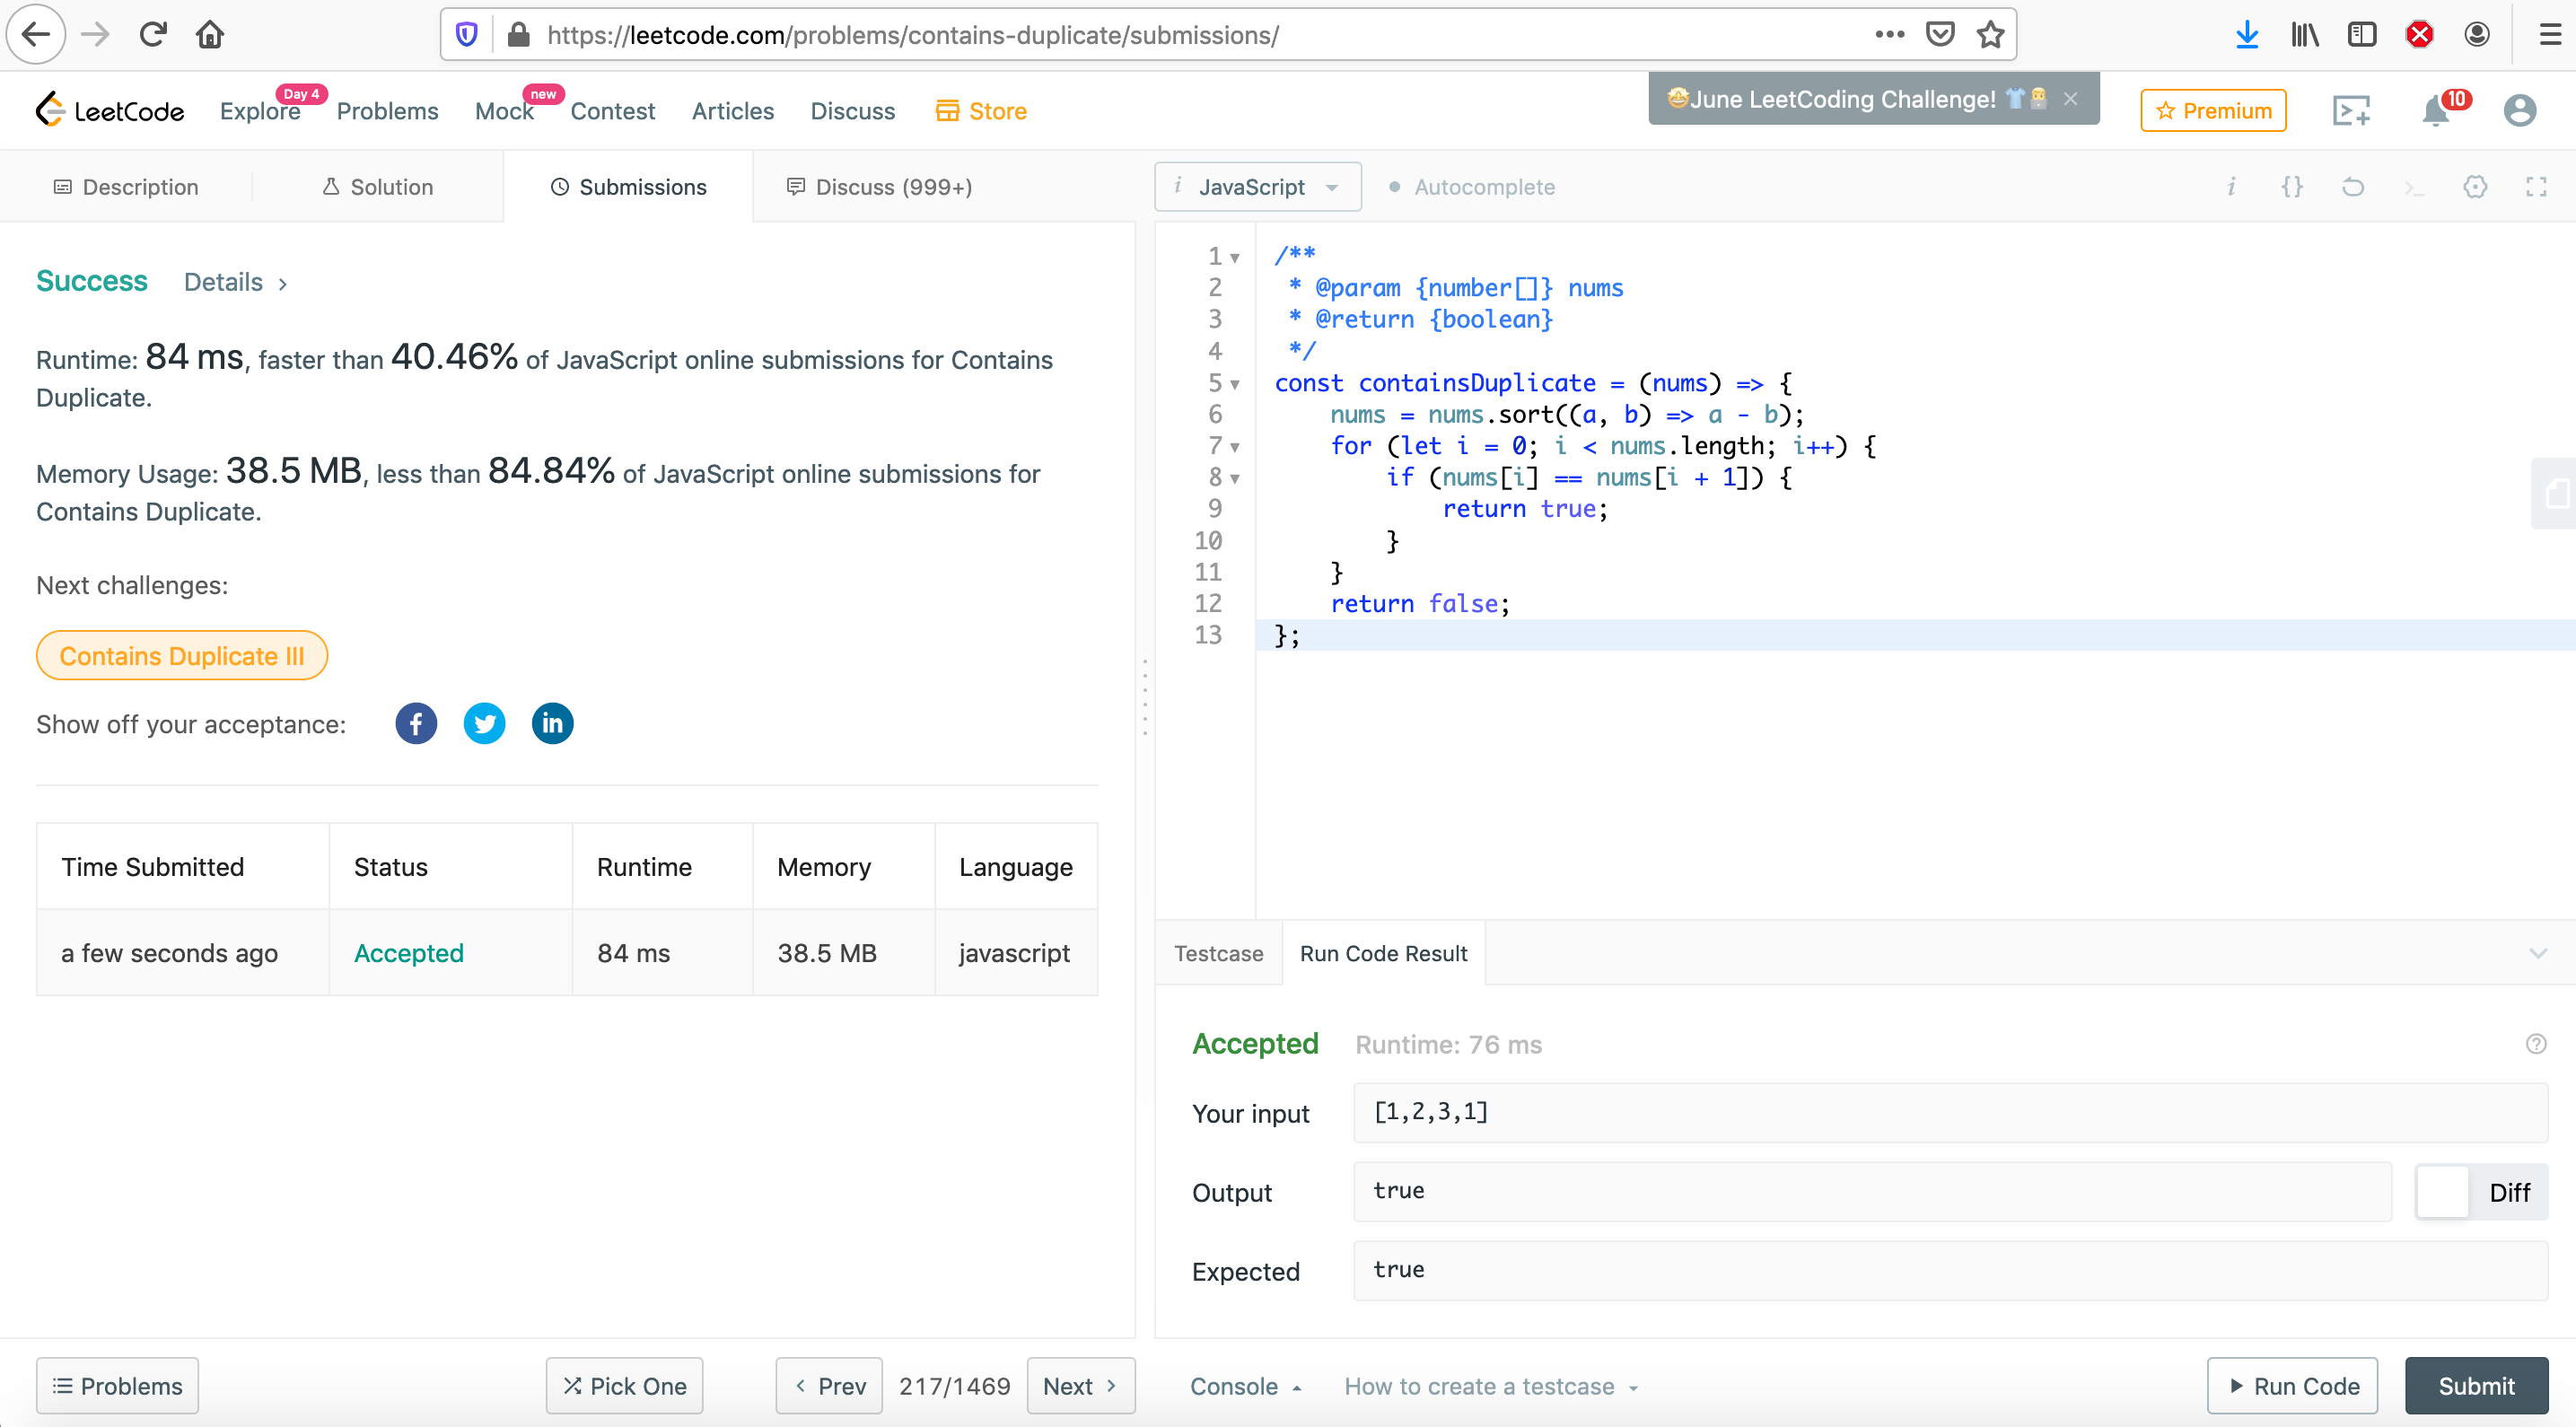 https://leetcode.com/problems/contains-duplicate/submissions/
LeetCode Explore Day 4 Problems Mock new Contest Articles Discuss Store
🤩June LeetCoding Challenge! 👕 ×
Premium 10
Description Solution Submissions Discuss (999+)
i JavaScript Autocomplete i {} >_
Success Details >
Runtime: 84 ms, faster than 40.46% of JavaScript online submissions for Contains
Duplicate.
Memory Usage: 38.5 MB, less than 84.84% of JavaScript online submissions for
Contains Duplicate.
Next challenges:
Contains Duplicate III
Show off your acceptance: f in
Time Submitted Status Runtime Memory Language
a few seconds ago Accepted 84 ms 38.5 MB javascript
1 /**
2  * @param {number[]} nums
3  * @return {boolean}
4  */
5 const containsDuplicate = (nums) => {
6     nums = nums.sort((a, b) => a - b);
7     for (let i = 0; i < nums.length; i++) {
8         if (nums[i] == nums[i + 1]) {
9             return true;
10         }
11     }
12     return false;
13 };
Testcase Run Code Result
Accepted Runtime: 76 ms ?
Your input [1,2,3,1]
Output true Diff
Expected true
Problems Pick One < Prev 217/1469 Next >
Console How to create a testcase Run Code Submit